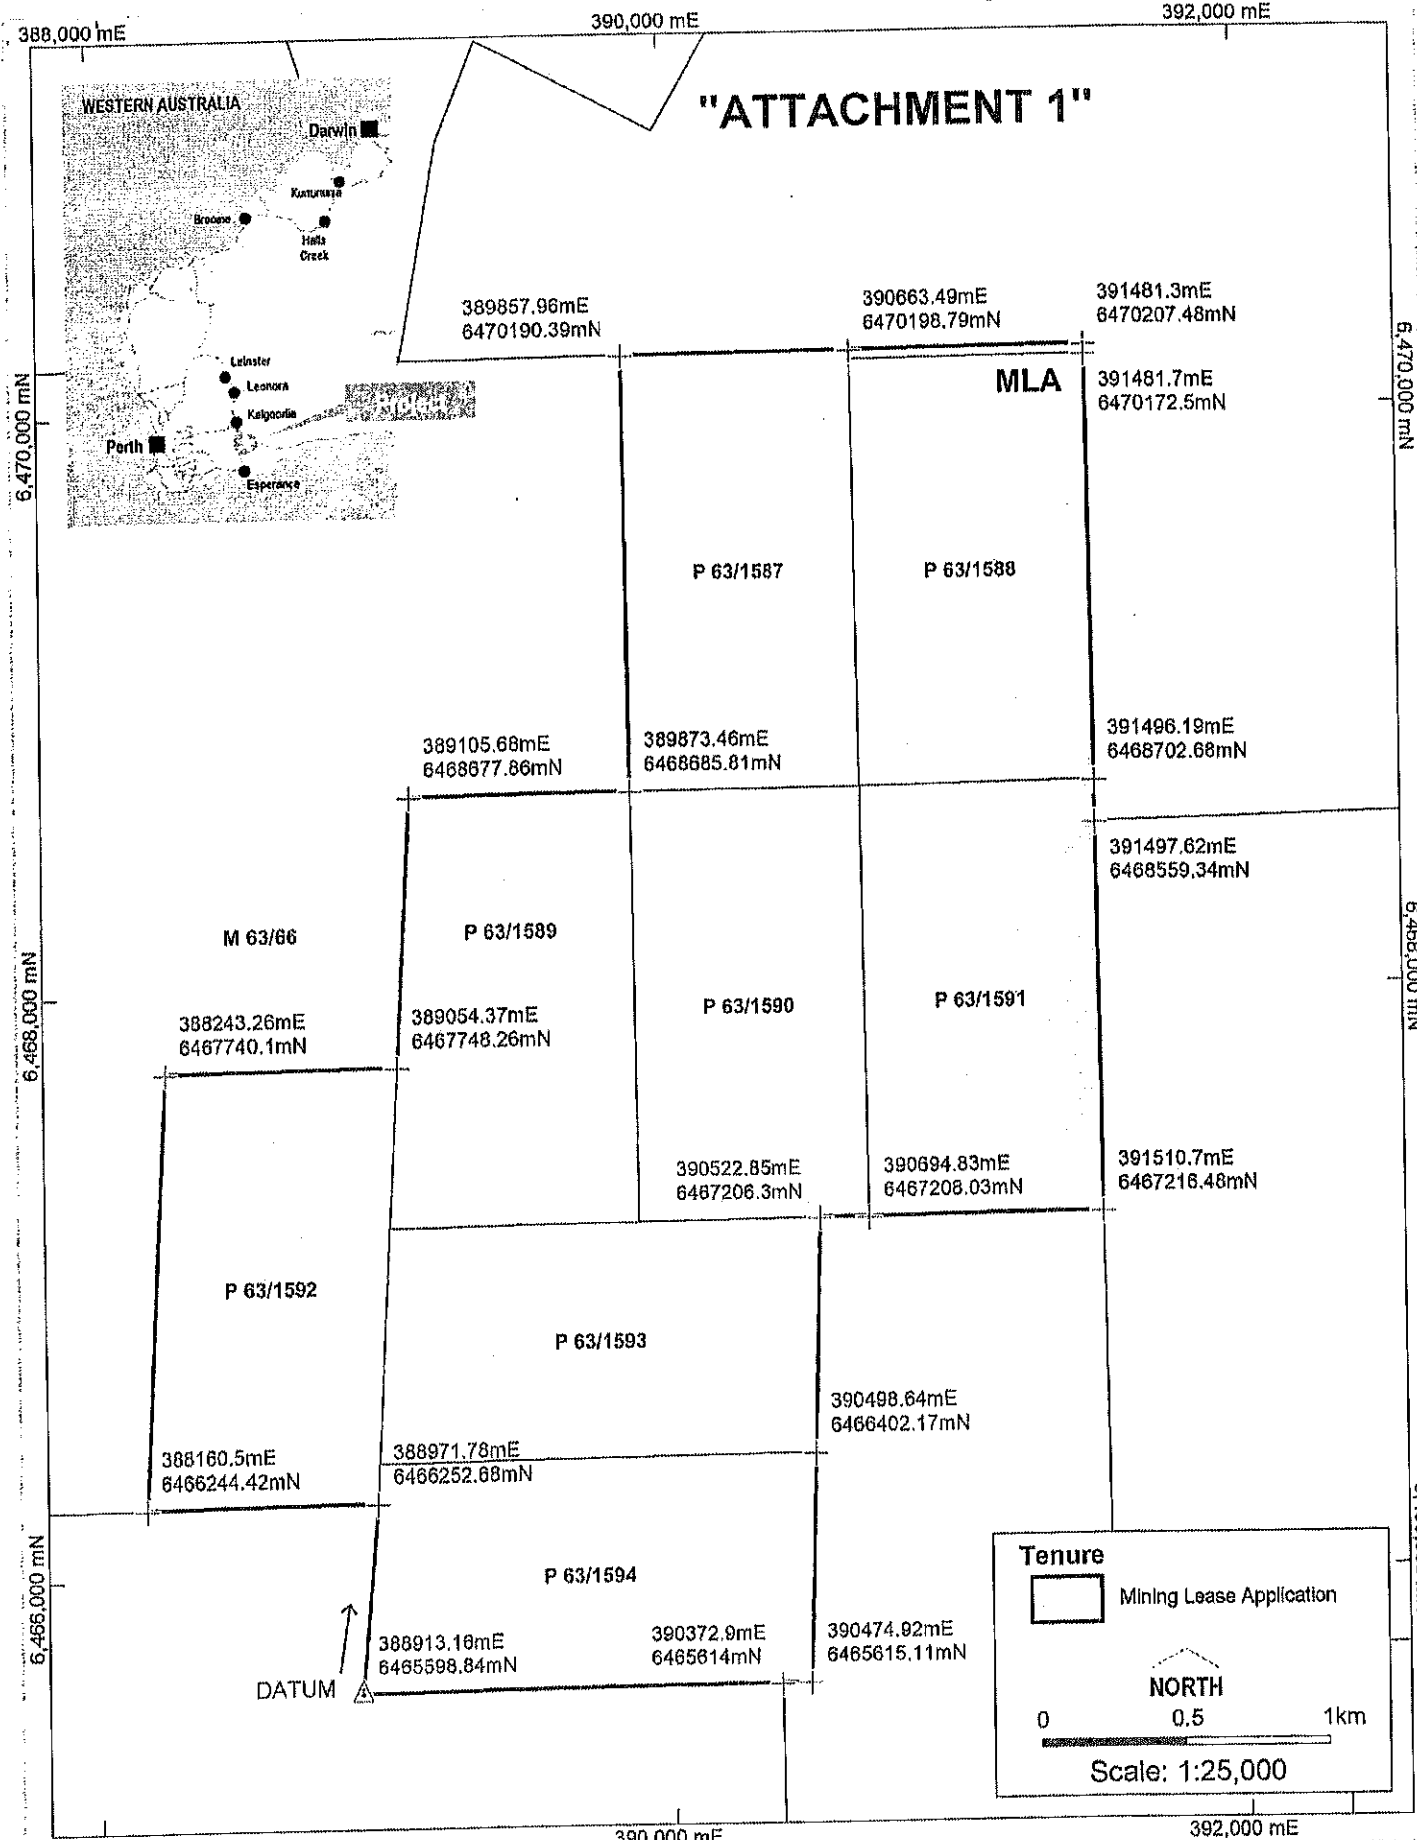 388,000 mE
390,000 mE
392,000 mE
WESTERN AUSTRALIA
"ATTACHMENT 1"
Darwin
Kununurra
Broome
Halls
Creek
389857.96mE
6470190.39mN
390663.49mE
6470198.79mN
391481.3mE
6470207.48mN
Leinster
Leonora
Kalgoorlie
Project
Perth
Esperance
MLA
391481.7mE
6470172.5mN
6,470,000 mN
6,470,000 mN
P 63/1587
P 63/1588
389105.68mE
6468677.86mN
389873.46mE
6468685.81mN
391496.19mE
6468702.68mN
391497.62mE
6468559.34mN
M 63/66
P 63/1589
P 63/1590
P 63/1591
6,468,000 mN
6,468,000 mN
388243.26mE
6467740.1mN
389054.37mE
6467748.26mN
390522.85mE
6467206.3mN
390694.83mE
6467208.03mN
391510.7mE
6467216.48mN
P 63/1592
P 63/1593
390498.64mE
6466402.17mN
388160.5mE
6466244.42mN
388971.78mE
6466252.68mN
6,466,000 mN
P 63/1594
388913.16mE
6465598.84mN
390372.9mE
6465614mN
390474.92mE
6465615.11mN
DATUM
Tenure
Mining Lease Application
NORTH
0 0.5 1km
Scale: 1:25,000
390,000 mE
392,000 mE